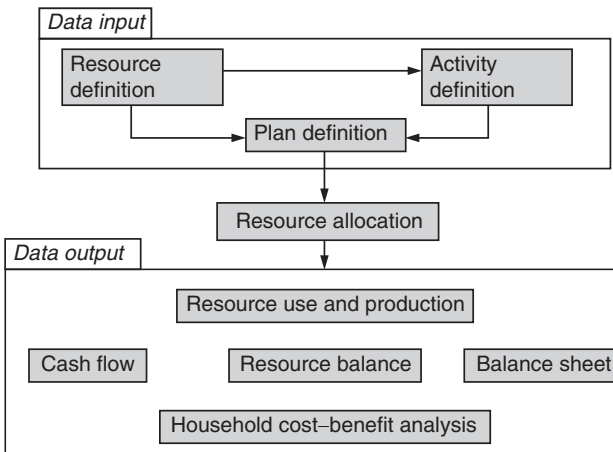 Data input
Resource
definition
Activity
definition
Plan definition
Resource allocation
Data output
Resource use and production
Cash flow
Resource balance
Balance sheet
Household cost–benefit analysis